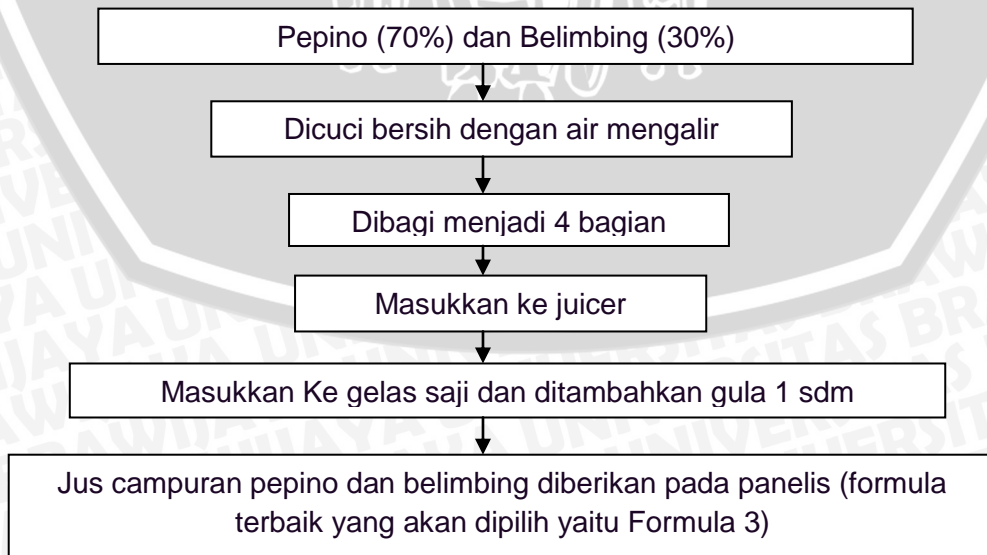 Pepino (70%) dan Belimbing (30%)
Dicuci bersih dengan air mengalir
Dibagi menjadi 4 bagian
Masukkan ke juicer
Masukkan Ke gelas saji dan ditambahkan gula 1 sdm
Jus campuran pepino dan belimbing diberikan pada panelis (formula
terbaik yang akan dipilih yaitu Formula 3)